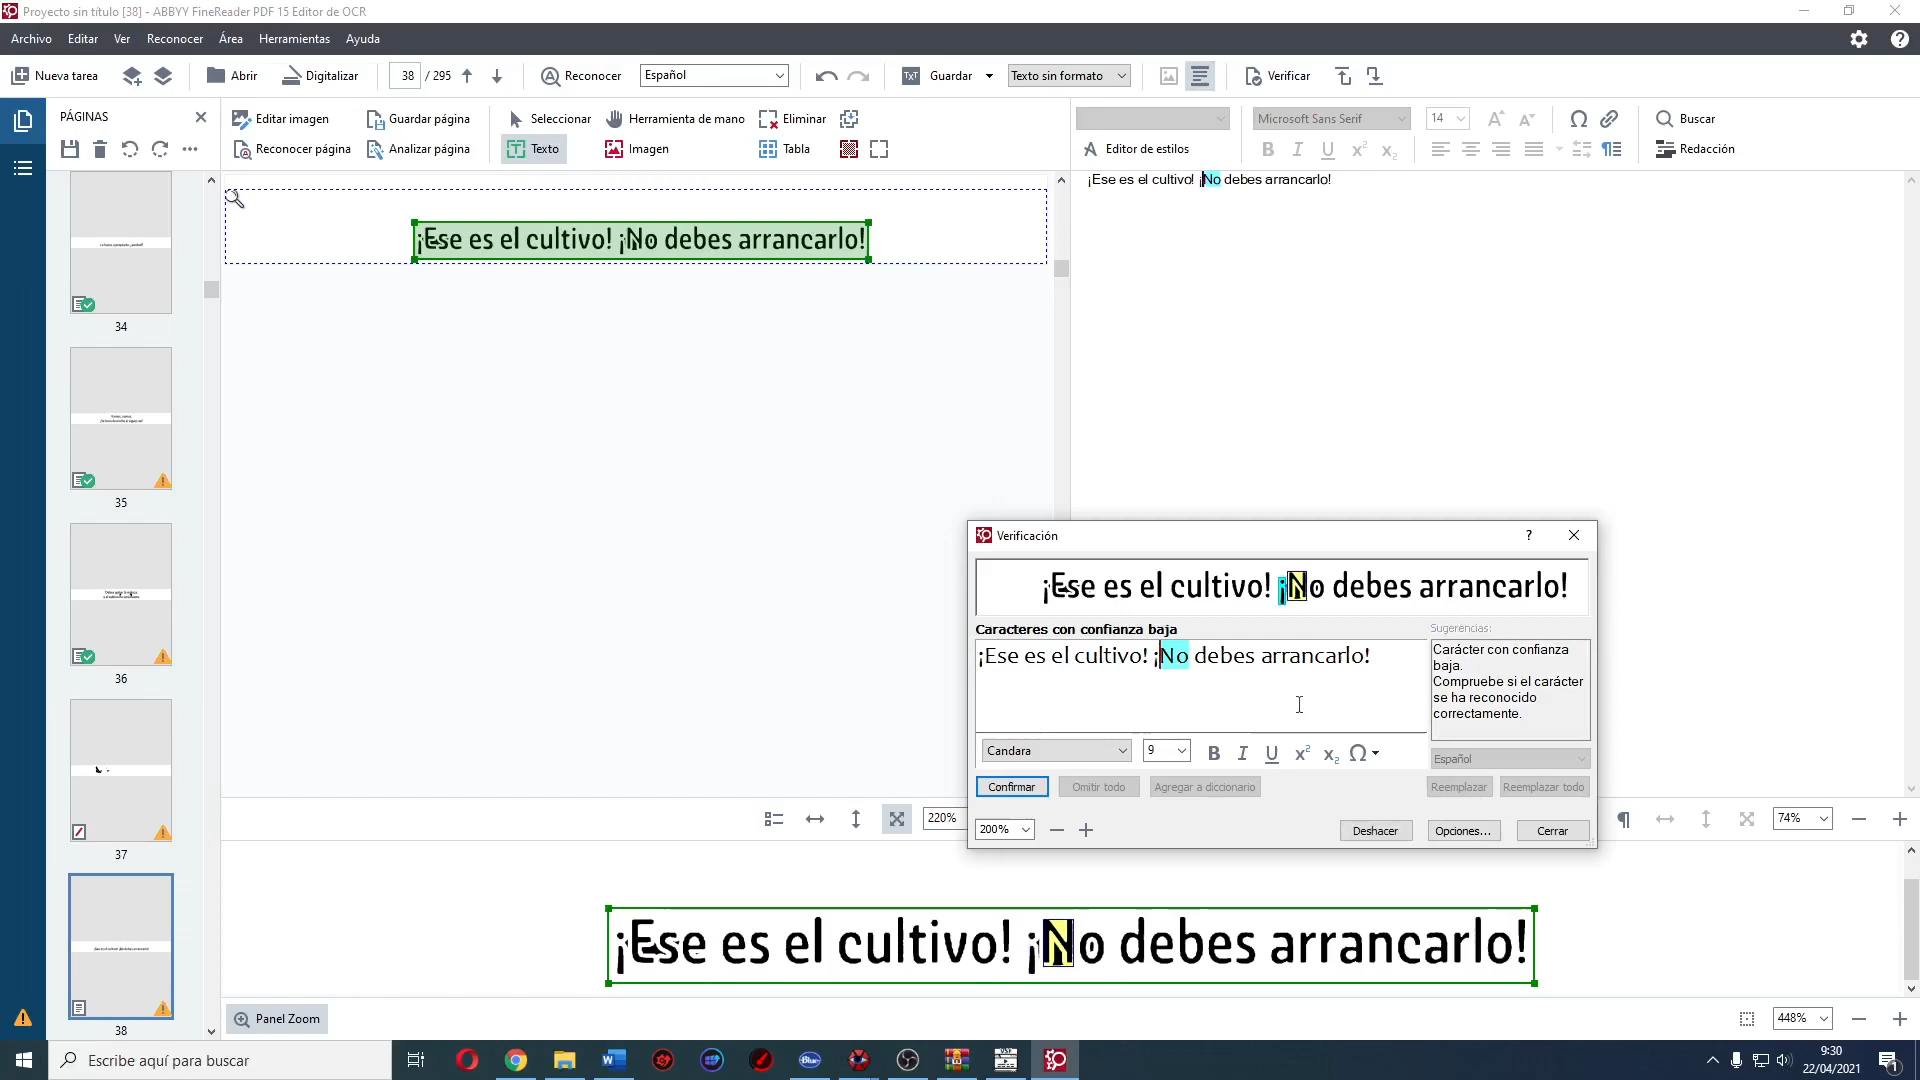 Proyecto sin título [38] - ABBYY FineReader PDF 15 Editor de OCR
Archivo Editar Ver Reconocer Área Herramientas Ayuda
Nueva tarea Abrir Digitalizar 38 / 295 Reconocer Español TXT Guardar Texto sin formato Verificar
PÁGINAS
Editar imagen Guardar página Seleccionar Herramienta de mano Eliminar
Reconocer página Analizar página Texto Imagen Tabla
Microsoft Sans Serif 14 Buscar
Editor de estilos Redacción
¡Ese es el cultivo! ¡No debes arrancarlo!
¡Ese es el cultivo! ¡No debes arrancarlo!
34
35
36
37
38
Verificación
¡Ese es el cultivo! ¡No debes arrancarlo!
Caracteres con confianza baja
Sugerencias:
¡Ese es el cultivo! ¡No debes arrancarlo!
Carácter con confianza
baja.
Compruebe si el carácter
se ha reconocido
correctamente.
Candara 9
Español
Confirmar Omitir todo Agregar a diccionario Reemplazar Reemplazar todo
200% Deshacer Opciones... Cerrar
220% 74%
¡Ese es el cultivo! ¡No debes arrancarlo!
Panel Zoom 448%
Escribe aquí para buscar
9:30
22/04/2021
1